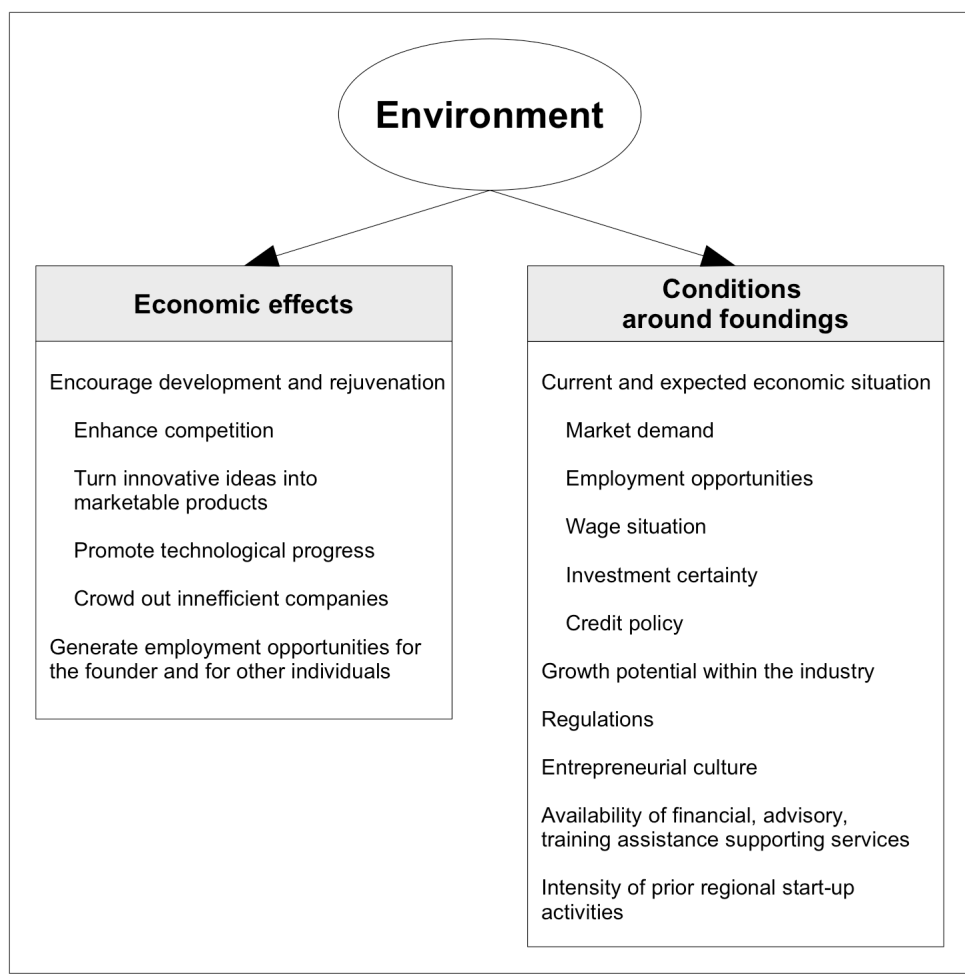 Environment
Economic effects
Encourage development and rejuvenation
Enhance competition
Turn innovative ideas into
marketable products
Promote technological progress
Crowd out innefficient companies
Generate employment opportunities for
the founder and for other individuals
Conditions
around foundings
Current and expected economic situation
Market demand
Employment opportunities
Wage situation
Investment certainty
Credit policy
Growth potential within the industry
Regulations
Entrepreneurial culture
Availability of financial, advisory,
training assistance supporting services
Intensity of prior regional start-up
activities